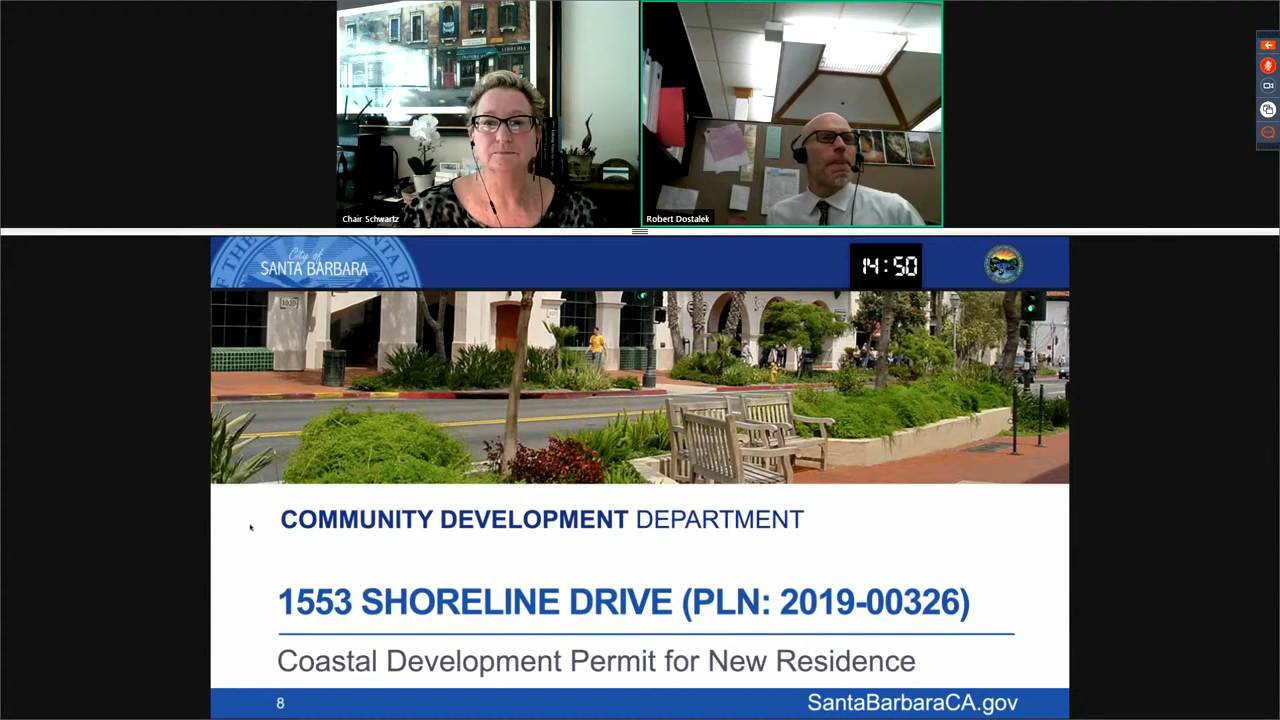 Chair Schwartz
Robert Dostalek
City of
SANTA BARBARA
14:50
COMMUNITY DEVELOPMENT DEPARTMENT
1553 SHORELINE DRIVE (PLN: 2019-00326)
Coastal Development Permit for New Residence
8
SantaBarbaraCA.gov